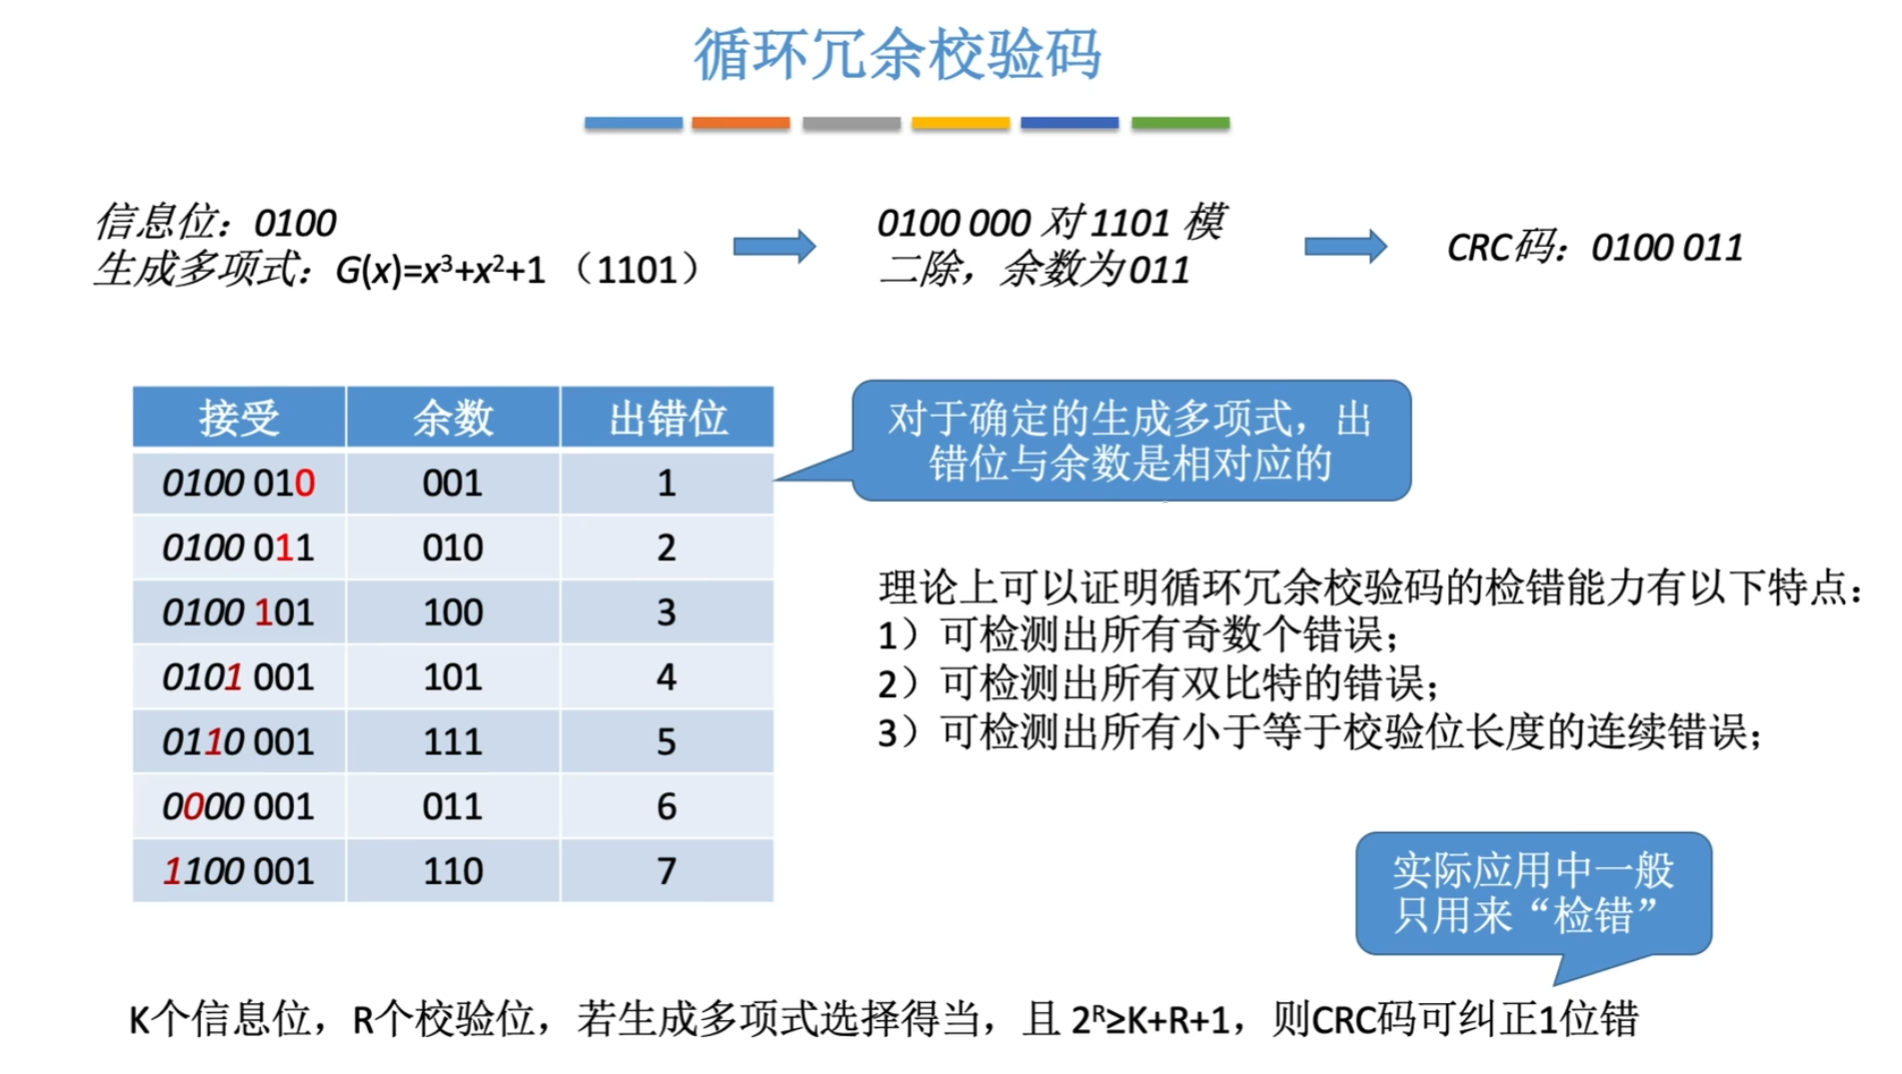 循环冗余校验码
信息位：0100
生成多项式：G(x)=x³+x²+1 （1101）
0100 000 对1101 模
二除，余数为011
CRC码：0100 011
接受 余数 出错位
0100 010 001 1
0100 011 010 2
0100 101 100 3
0101 001 101 4
0110 001 111 5
0000 001 011 6
1100 001 110 7
对于确定的生成多项式，出
错位与余数是相对应的
理论上可以证明循环冗余校验码的检错能力有以下特点：
1）可检测出所有奇数个错误；
2）可检测出所有双比特的错误；
3）可检测出所有小于等于校验位长度的连续错误；
实际应用中一般
只用来“检错”
K个信息位，R个校验位，若生成多项式选择得当，且 2ᴿ≥K+R+1，则CRC码可纠正1位错